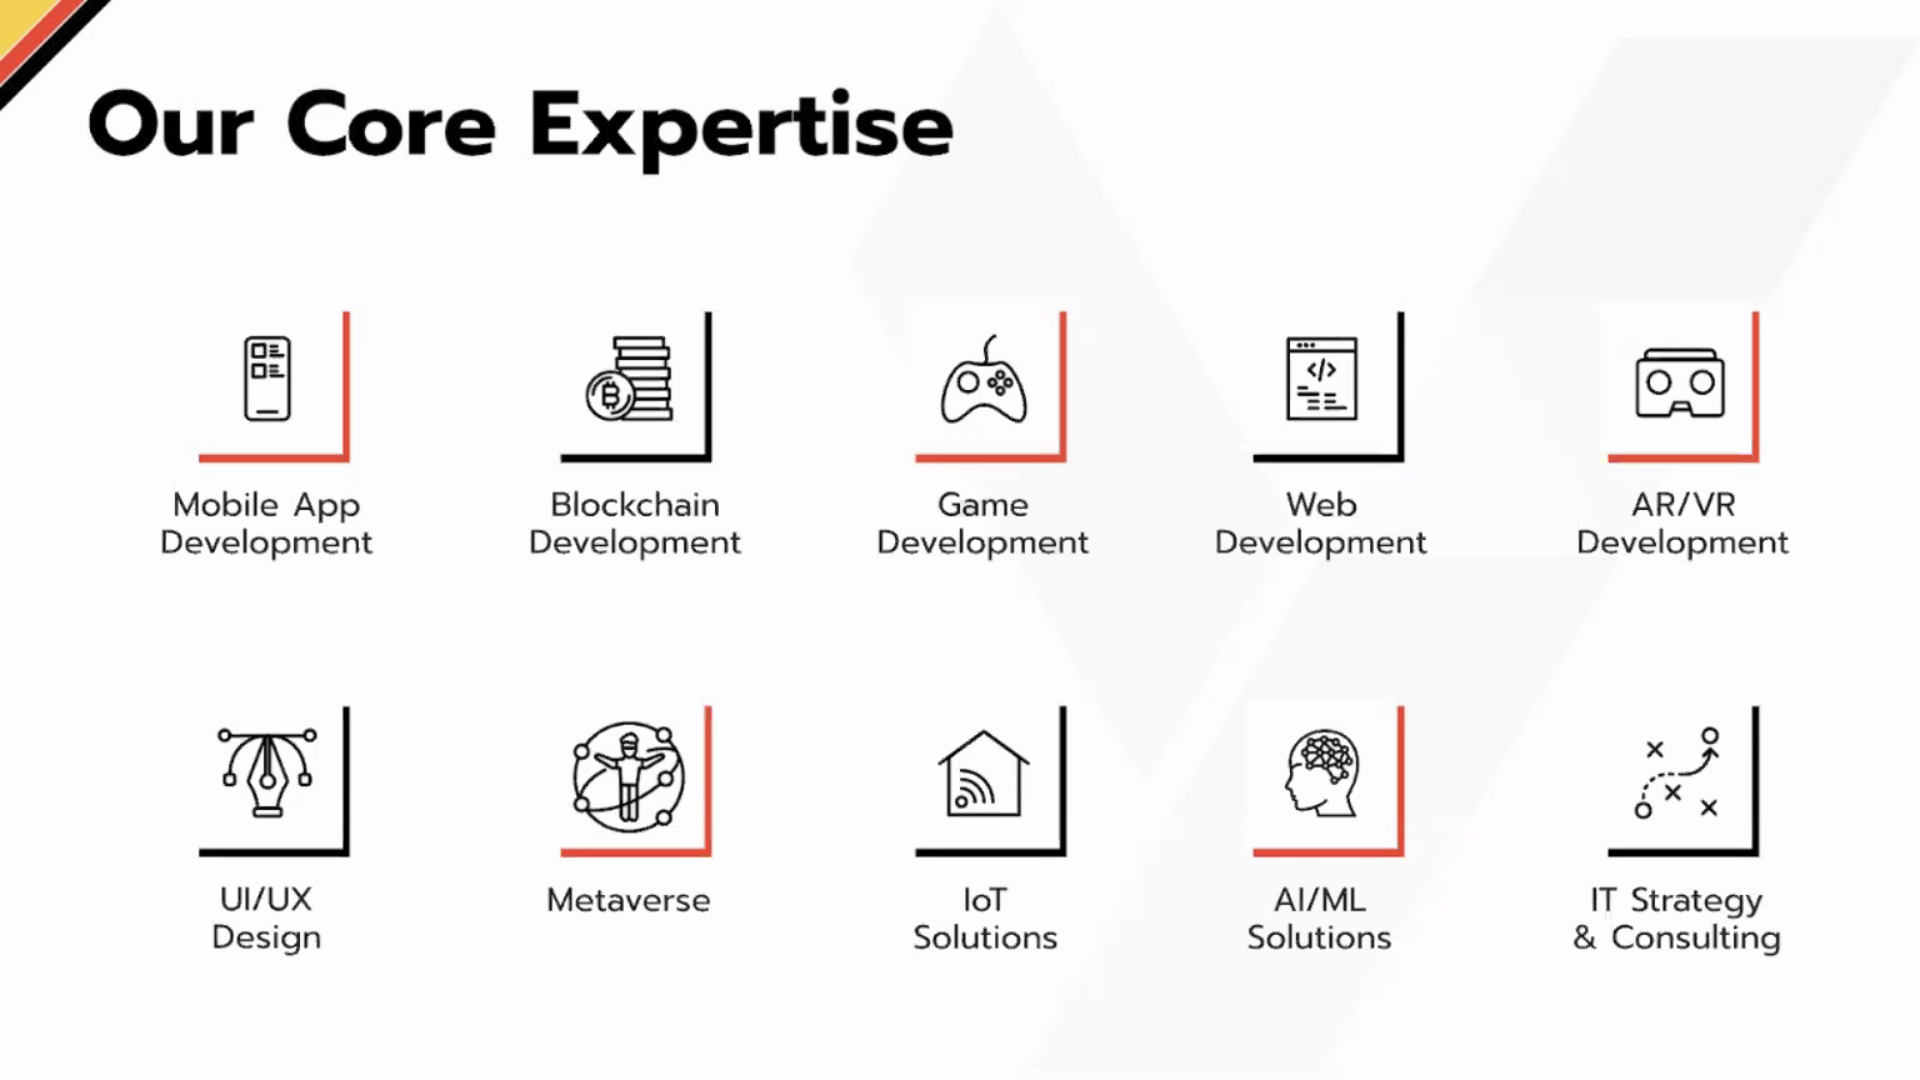 Our Core Expertise
Mobile App
Development
Blockchain
Development
Game
Development
Web
Development
AR/VR
Development
UI/UX
Design
Metaverse
IoT
Solutions
AI/ML
Solutions
IT Strategy
& Consulting